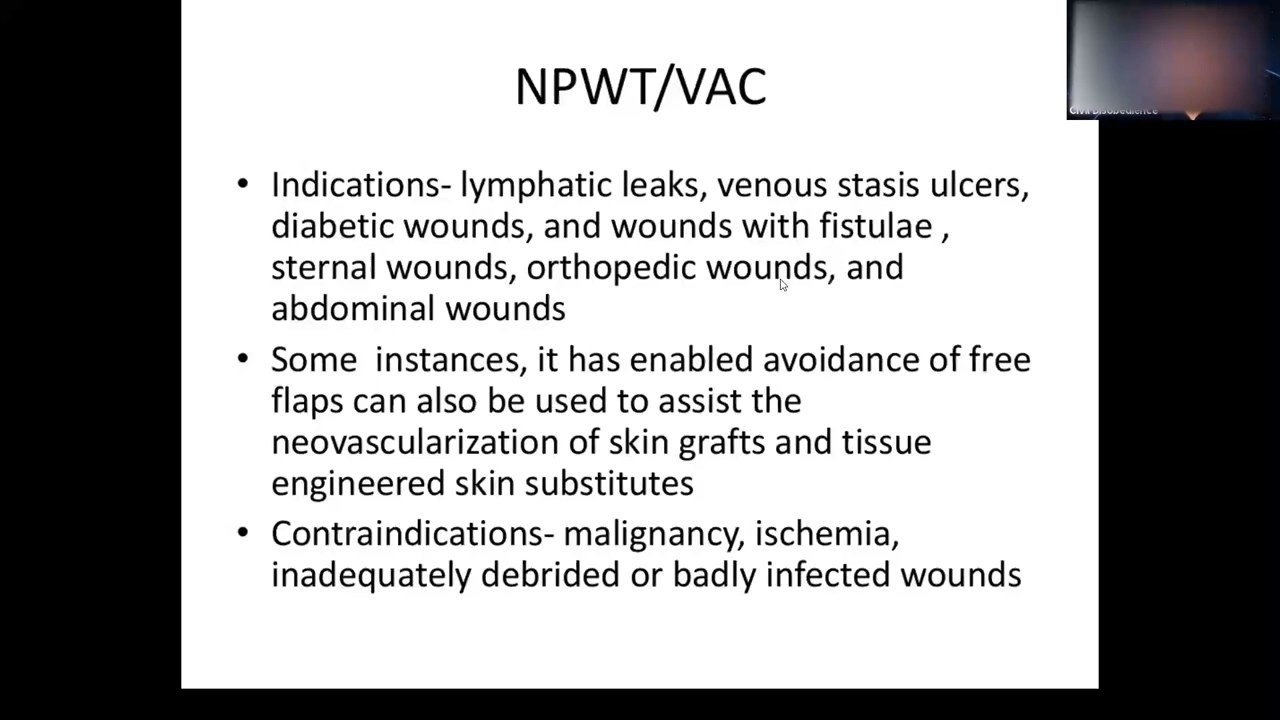 NPWT/VAC
Civil Disobedience
• Indications- lymphatic leaks, venous stasis ulcers,
diabetic wounds, and wounds with fistulae ,
sternal wounds, orthopedic wounds, and
abdominal wounds
• Some  instances, it has enabled avoidance of free
flaps can also be used to assist the
neovascularization of skin grafts and tissue
engineered skin substitutes
• Contraindications- malignancy, ischemia,
inadequately debrided or badly infected wounds